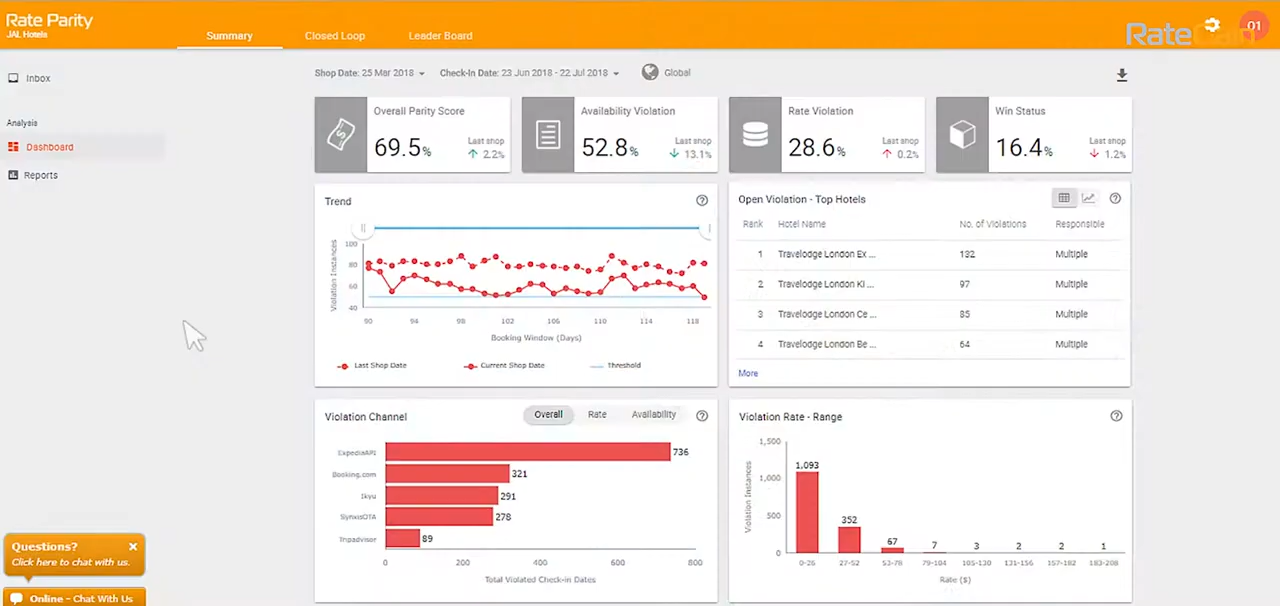 Rate Parity
JAL Hotels
Summary
Closed Loop
Leader Board
Rate
01
Inbox
Analysis
Dashboard
Reports
Shop Date: 25 Mar 2018
Check-In Date: 23 Jun 2018 - 22 Jul 2018
Global
Overall Parity Score
69.5%
Last shop
2.2%
Availability Violation
52.8%
Last shop
13.1%
Rate Violation
28.6%
Last shop
0.2%
Win Status
16.4%
Last shop
1.2%
Trend
Violation Instances
100
80
60
40
90 94 98 102 106 110 114 118
Booking Window (Days)
Last Shop Date
Current Shop Date
Threshold
Open Violation - Top Hotels
Rank Hotel Name No. of Violations Responsible
1 Travelodge London Ex ... 132 Multiple
2 Travelodge London Ki ... 97 Multiple
3 Travelodge London Ce ... 85 Multiple
4 Travelodge London Be ... 64 Multiple
More
Violation Channel
Overall Rate Availability
ExpediaAPI 736
Booking.com 321
Ikyu 291
SynxisOTA 278
Tripadvisor 89
0 200 400 600 800
Total Violated Check-in Dates
Violation Rate - Range
Violation Instances
1,500
1,000
500
0
1,093 352 67 7 3 2 2 1
0-26 27-52 53-78 79-104 105-130 131-156 157-182 183-208
Rate ($)
Questions?
Click here to chat with us.
Online - Chat With Us